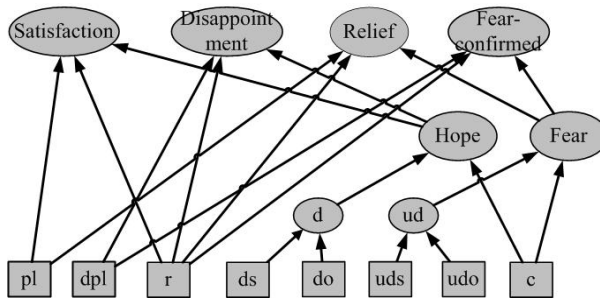 Satisfaction
Disappoint
ment
Relief
Fear-
confirmed
Hope
Fear
d
ud
pl
dpl
r
ds
do
uds
udo
c